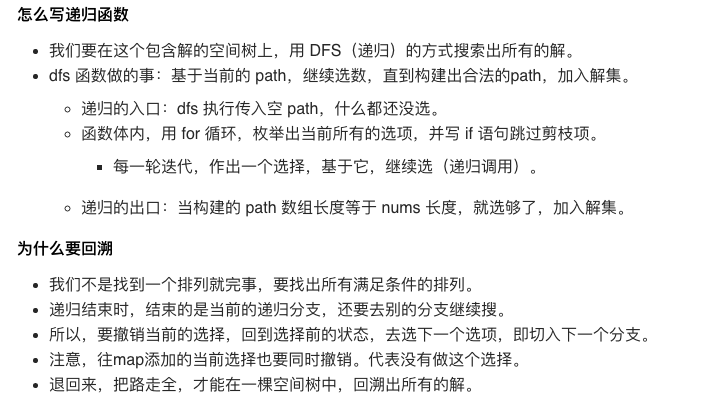 怎么写递归函数
我们要在这个包含解的空间树上，用 DFS（递归）的方式搜索出所有的解。
dfs 函数做的事：基于当前的 path，继续选数，直到构建出合法的path，加入解集。
递归的入口：dfs 执行传入空 path，什么都还没选。
函数体内，用 for 循环，枚举出当前所有的选项，并写 if 语句跳过剪枝项。
每一轮迭代，作出一个选择，基于它，继续选（递归调用）。
递归的出口：当构建的 path 数组长度等于 nums 长度，就选够了，加入解集。
为什么要回溯
我们不是找到一个排列就完事，要找出所有满足条件的排列。
递归结束时，结束的是当前的递归分支，还要去别的分支继续搜。
所以，要撤销当前的选择，回到选择前的状态，去选下一个选项，即切入下一个分支。
注意，往map添加的当前选择也要同时撤销。代表没有做这个选择。
退回来，把路走全，才能在一棵空间树中，回溯出所有的解。